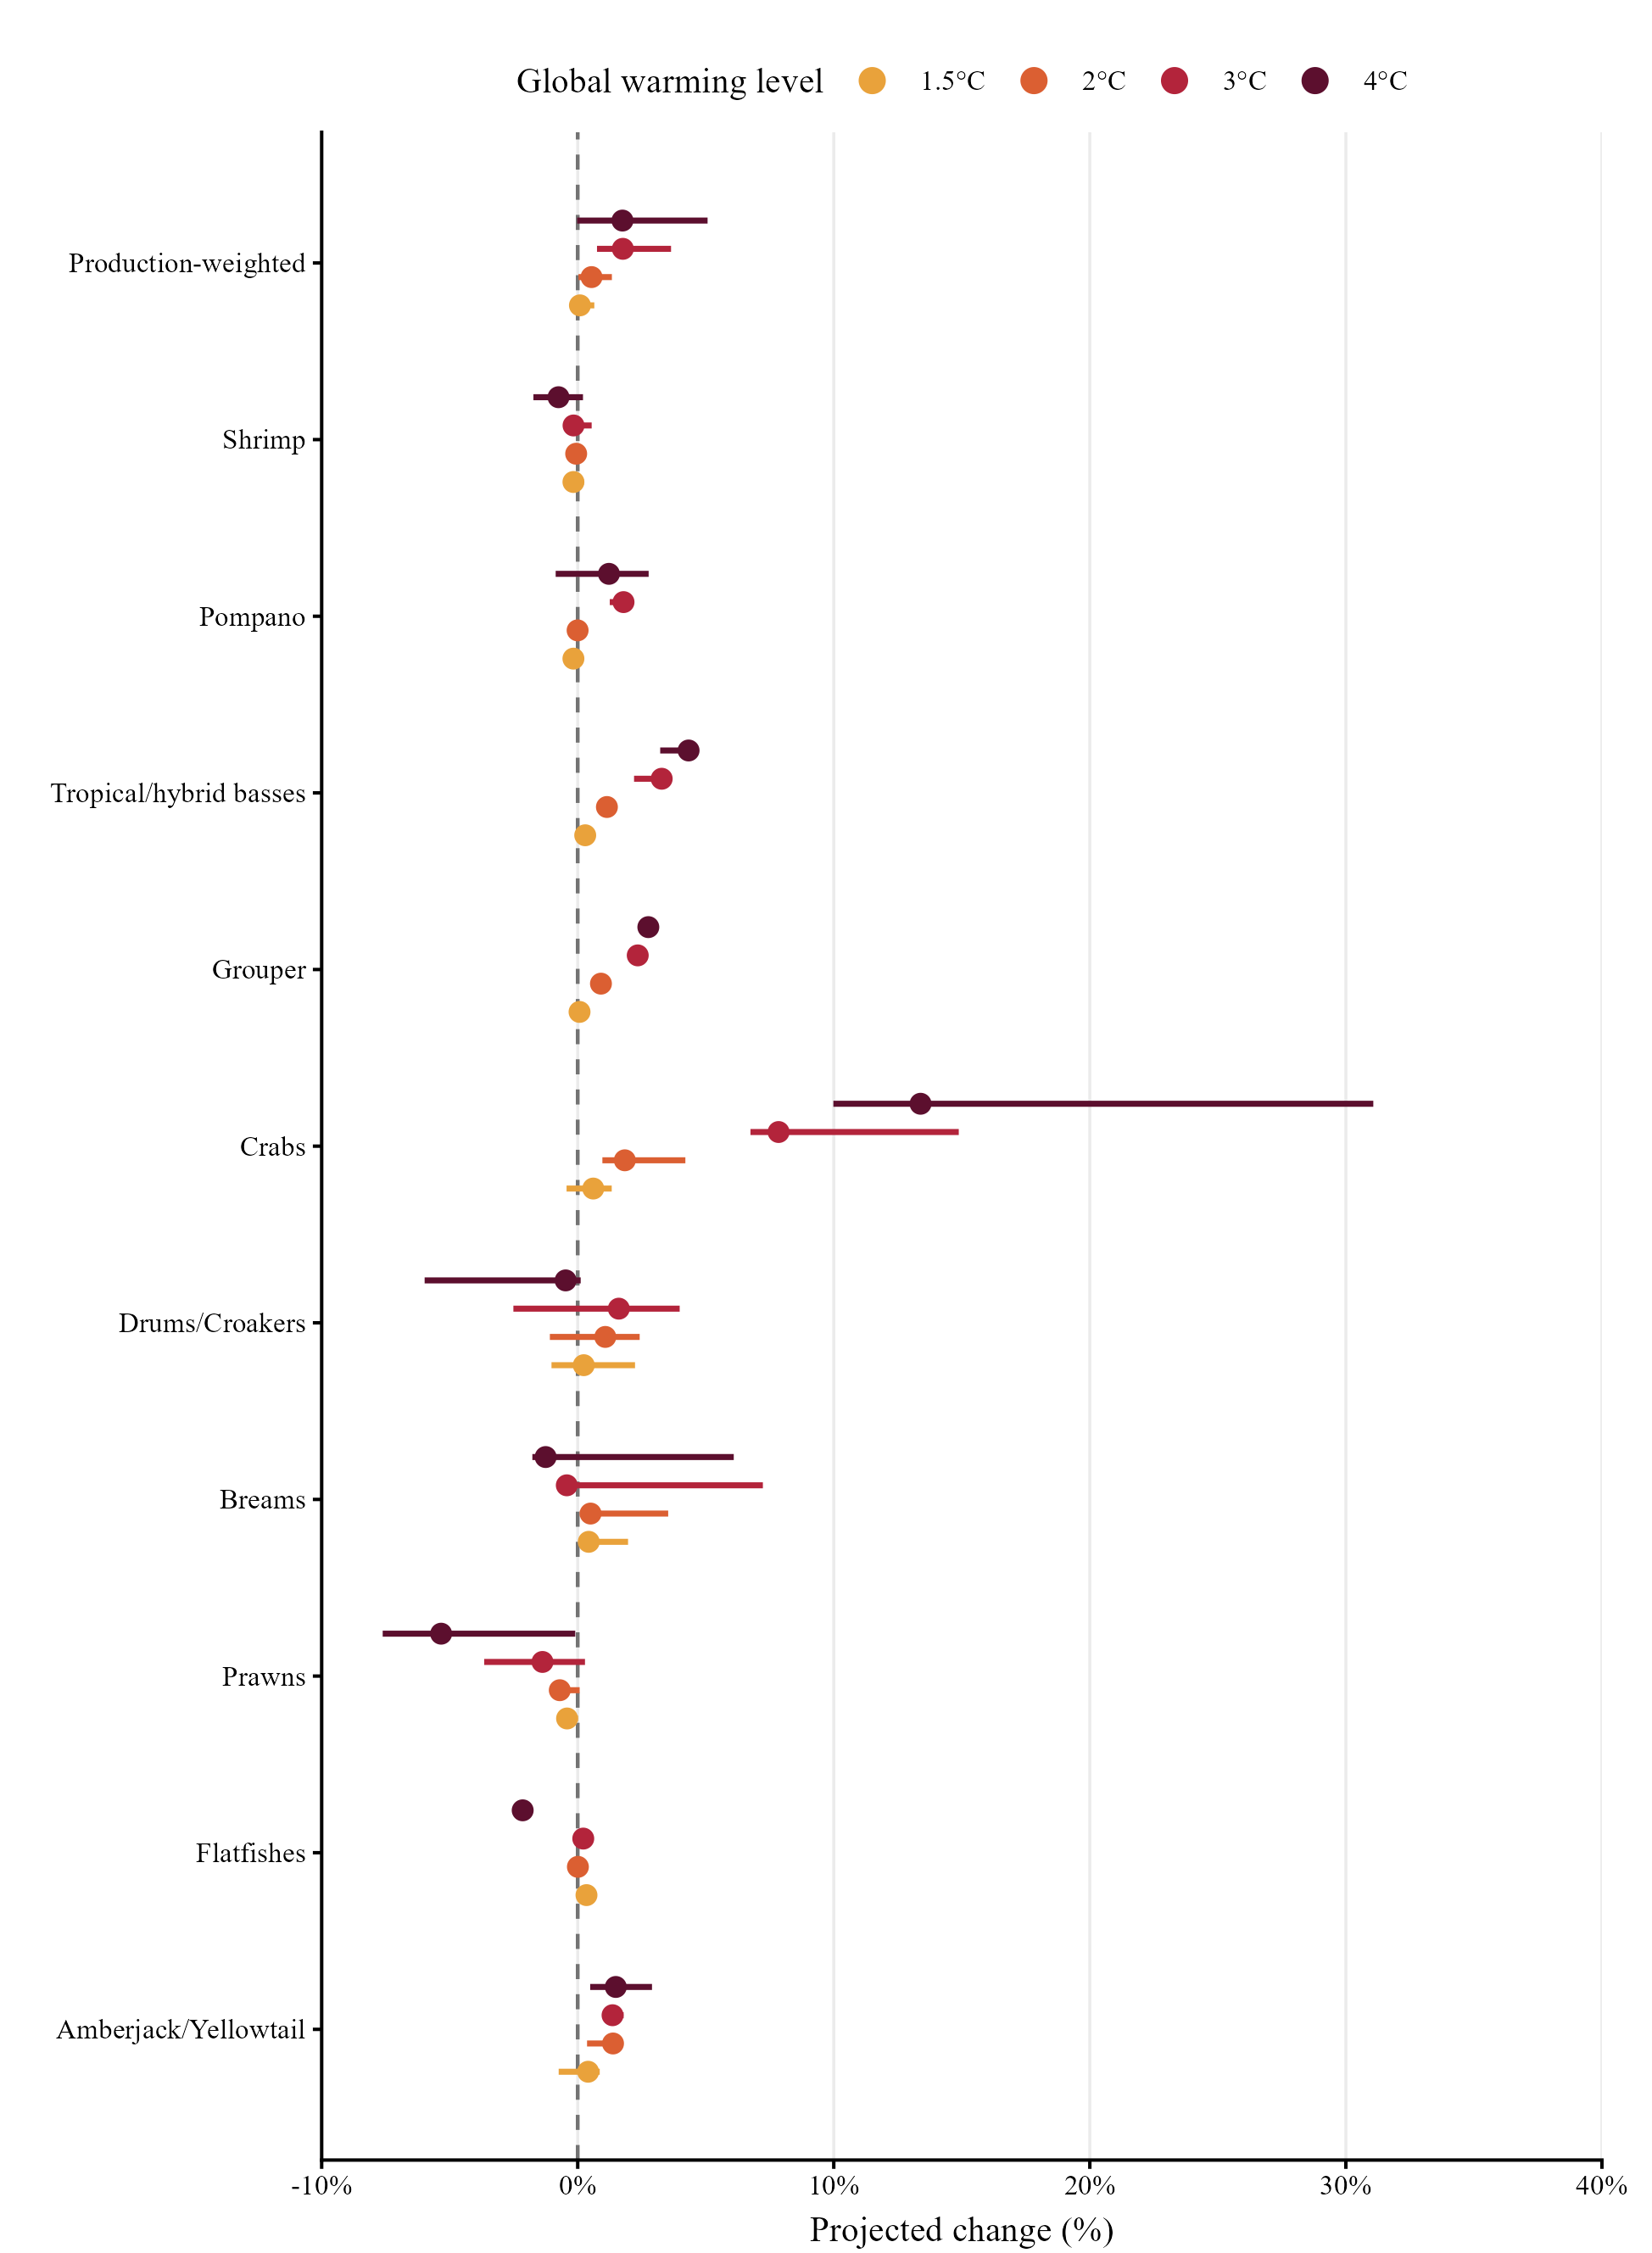 Global warming level 1.5°C 2°C 3°C 4°C
Production-weighted
Shrimp
Pompano
Tropical/hybrid basses
Grouper
Crabs
Drums/Croakers
Breams
Prawns
Flatfishes
Amberjack/Yellowtail
-10% 0% 10% 20% 30% 40%
Projected change (%)